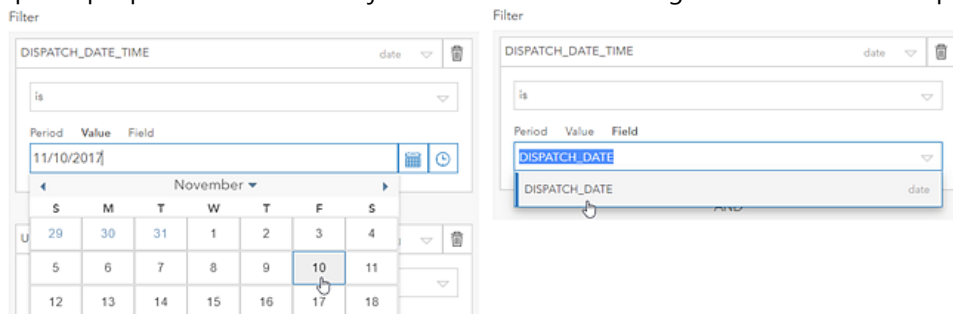 Filter
DISPATCH_DATE_TIME date
is
Period Value Field
11/10/2017
November
S M T W T F S
29 30 31 1 2 3 4
5 6 7 8 9 10 11
12 13 14 15 16 17 18
Filter
DISPATCH_DATE_TIME date
is
Period Value Field
DISPATCH_DATE
DISPATCH_DATE date